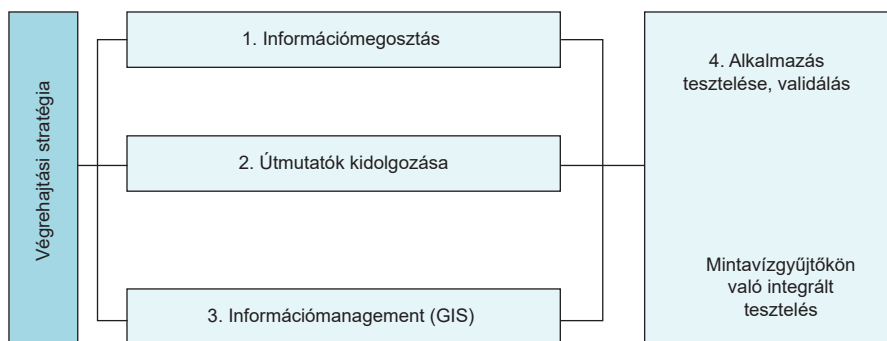 Végrehajtási stratégia
1. Információmegosztás
2. Útmutatók kidolgozása
3. Információmanagement (GIS)
4. Alkalmazás
tesztelése, validálás
Mintavízgyűjtőkön
való integrált
tesztelés